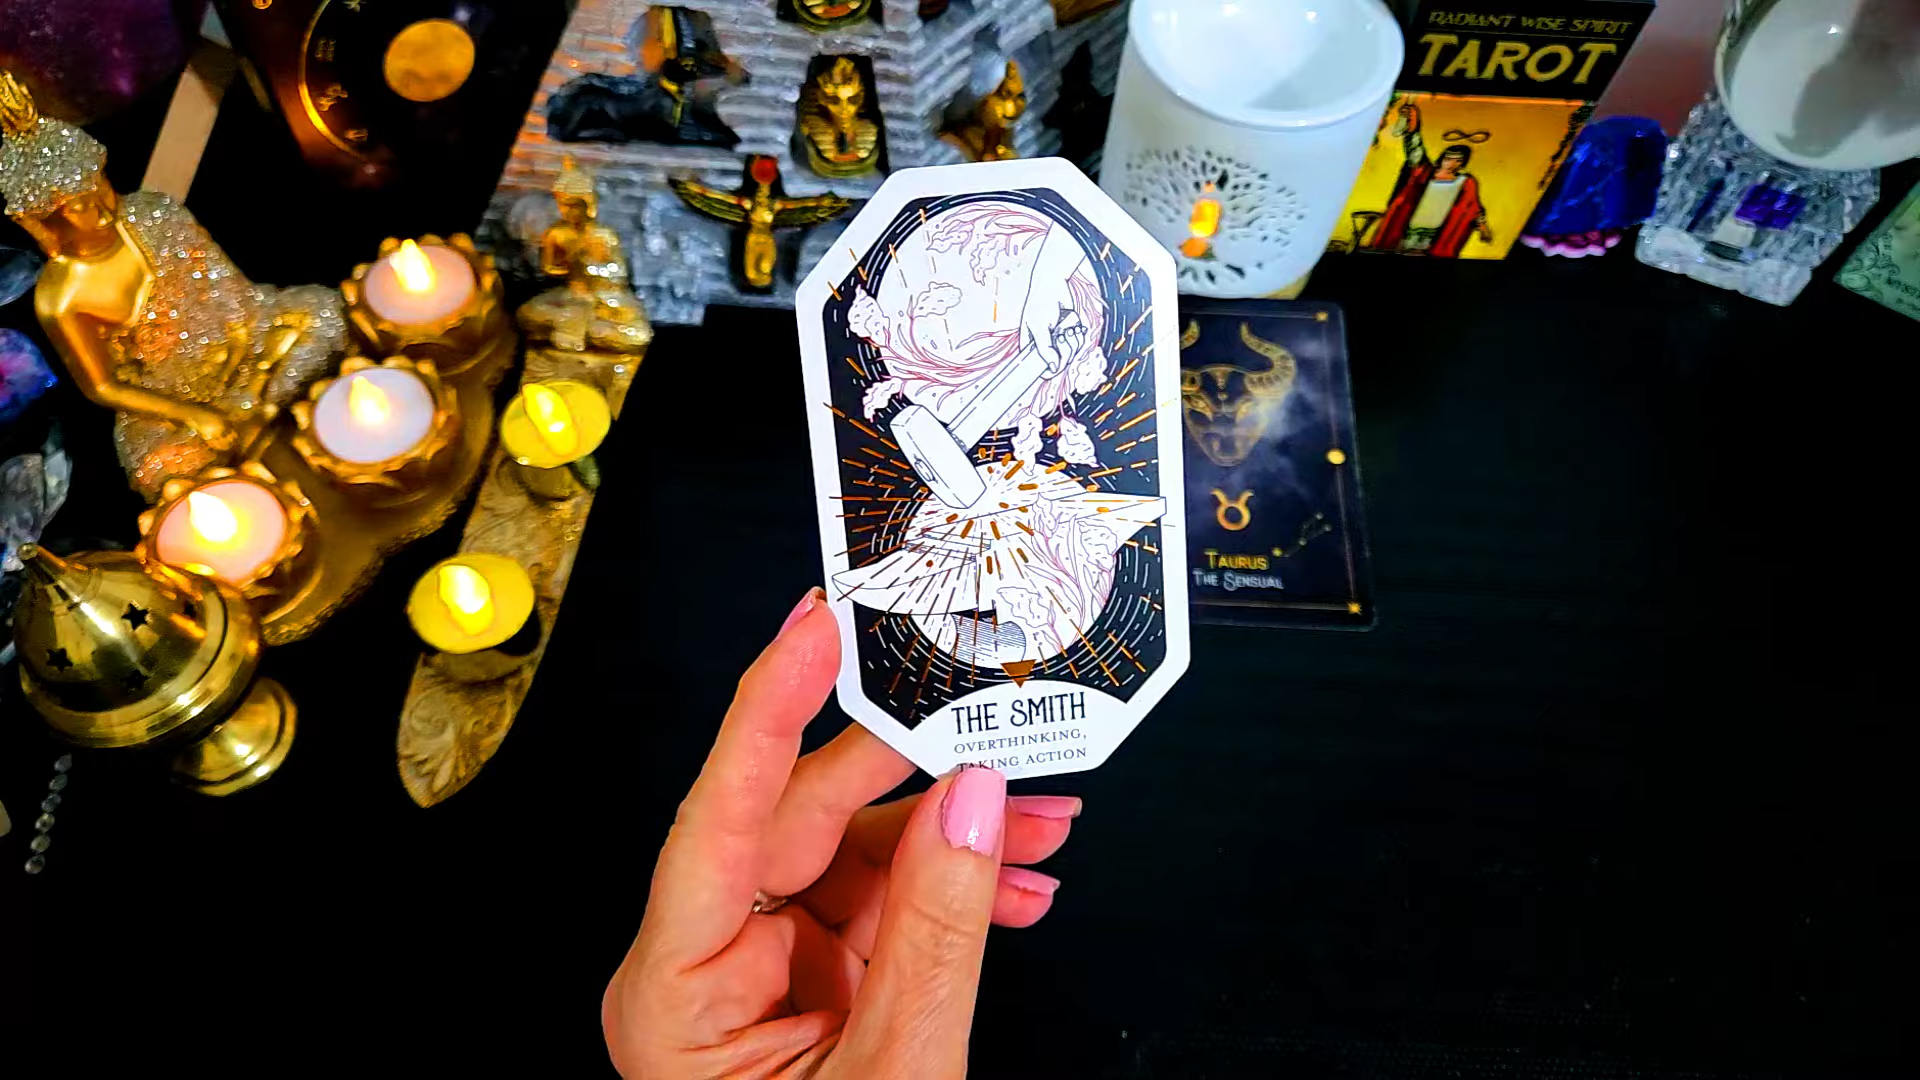 RADIANT WISE SPIRIT
TAROT
TAURUS
THE SENSUAL
THE SMITH
OVERTHINKING,
TAKING ACTION